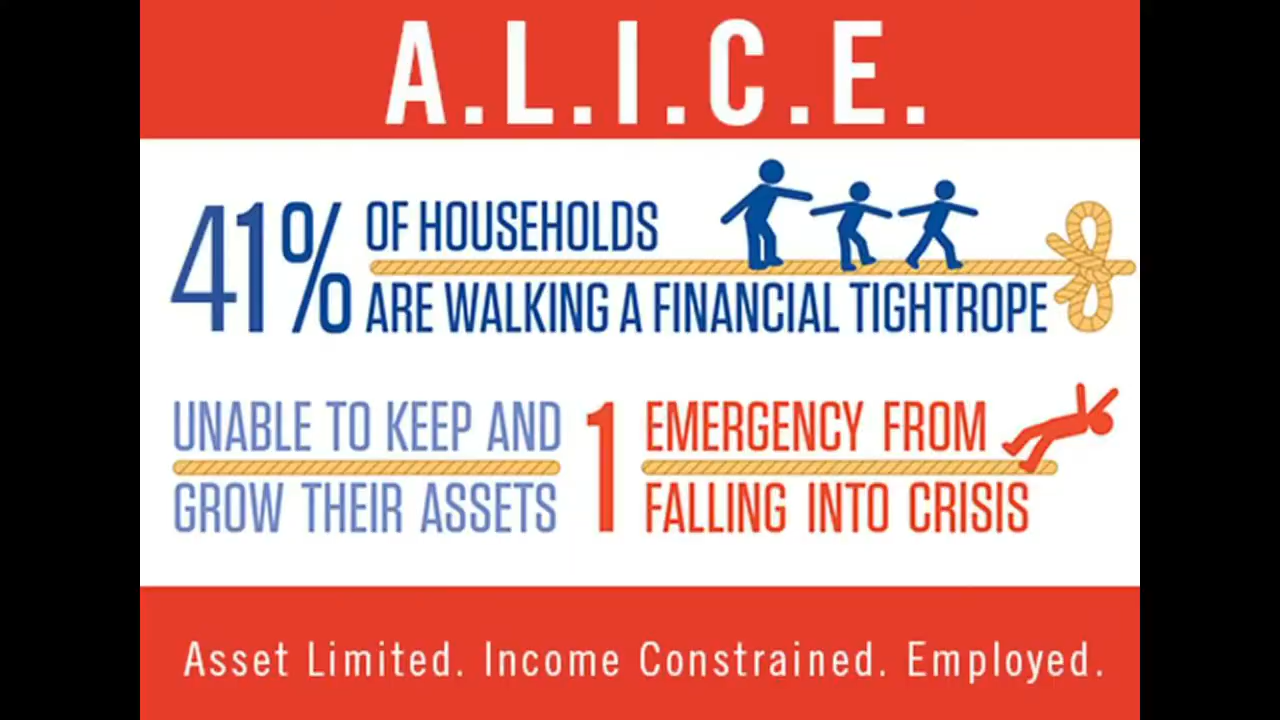 A.L.I.C.E.
41% OF HOUSEHOLDS
ARE WALKING A FINANCIAL TIGHTROPE
UNABLE TO KEEP AND
GROW THEIR ASSETS
1 EMERGENCY FROM
FALLING INTO CRISIS
Asset Limited. Income Constrained. Employed.